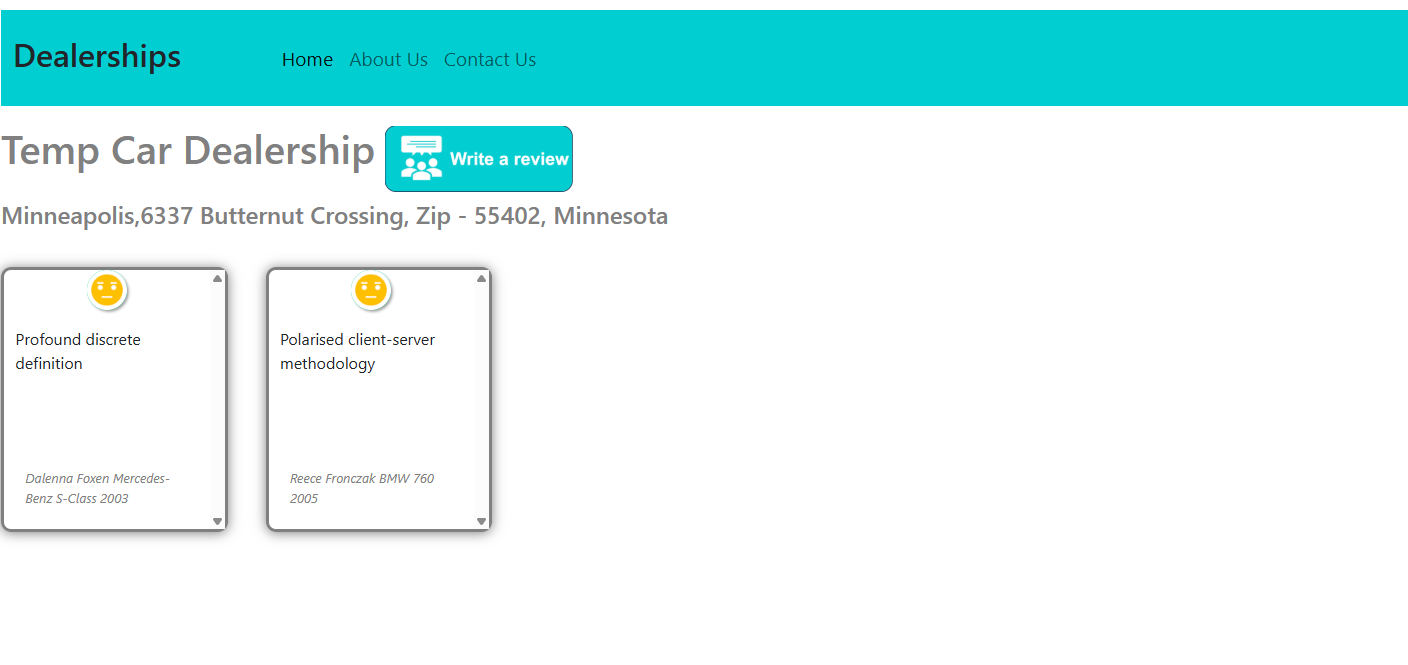 Dealerships
Home About Us Contact Us
Temp Car Dealership
Write a review
Minneapolis,6337 Butternut Crossing, Zip - 55402, Minnesota
Profound discrete
definition
Dalenna Foxen Mercedes-
Benz S-Class 2003
Polarised client-server
methodology
Reece Fronczak BMW 760
2005